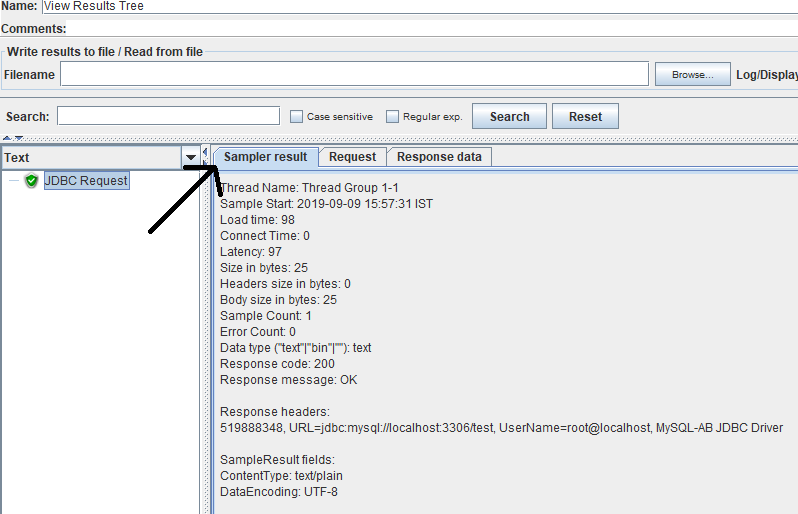 Name: View Results Tree
Comments:
Write results to file / Read from file
Filename Browse... Log/Display
Search: Case sensitive Regular exp. Search Reset
Text Sampler result Request Response data
JDBC Request
Thread Name: Thread Group 1-1
Sample Start: 2019-09-09 15:57:31 IST
Load time: 98
Connect Time: 0
Latency: 97
Size in bytes: 25
Headers size in bytes: 0
Body size in bytes: 25
Sample Count: 1
Error Count: 0
Data type ("text"|"bin"|""): text
Response code: 200
Response message: OK
Response headers:
519888348, URL=jdbc:mysql://localhost:3306/test, UserName=root@localhost, MySQL-AB JDBC Driver
SampleResult fields:
ContentType: text/plain
DataEncoding: UTF-8